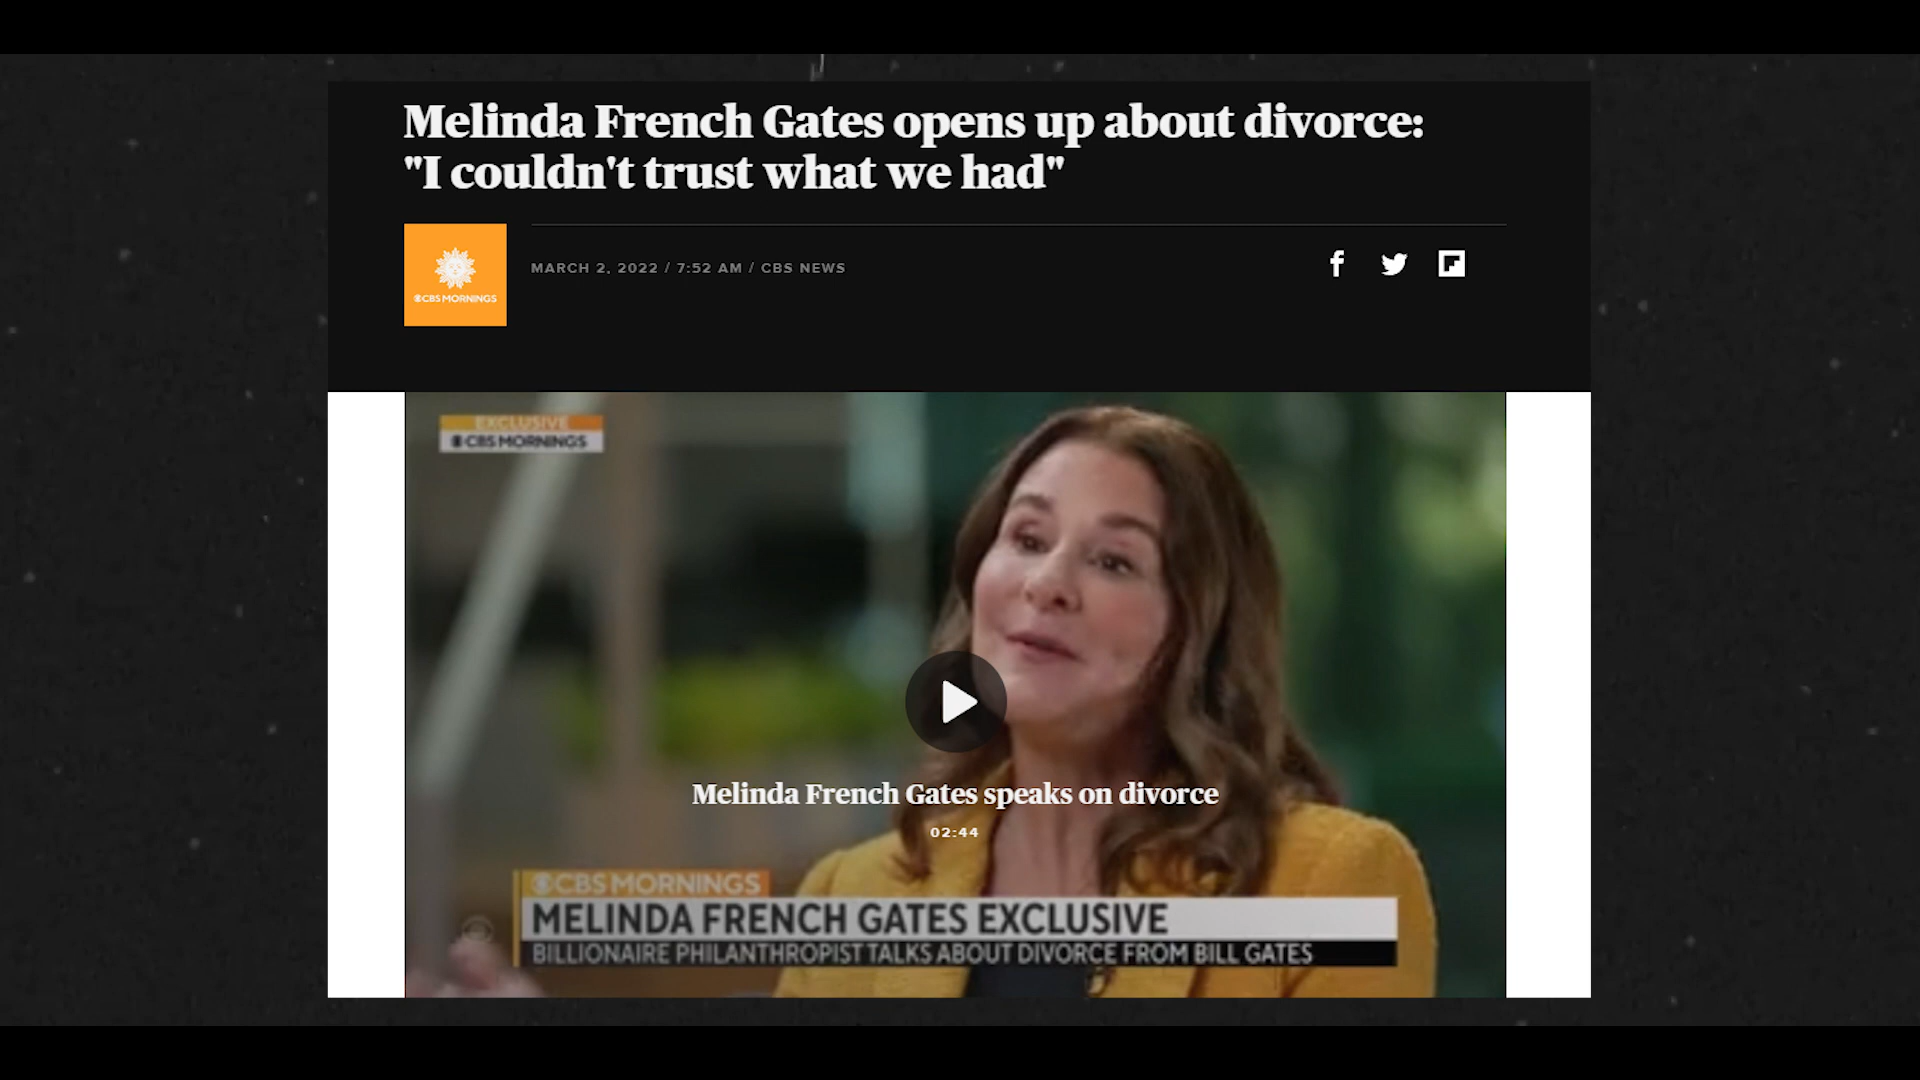 Melinda French Gates opens up about divorce:
"I couldn't trust what we had"
CBS MORNINGS
MARCH 2, 2022 / 7:52 AM / CBS NEWS
EXCLUSIVE
CBS MORNINGS
Melinda French Gates speaks on divorce
02:44
CBS MORNINGS
MELINDA FRENCH GATES EXCLUSIVE
BILLIONAIRE PHILANTHROPIST TALKS ABOUT DIVORCE FROM BILL GATES